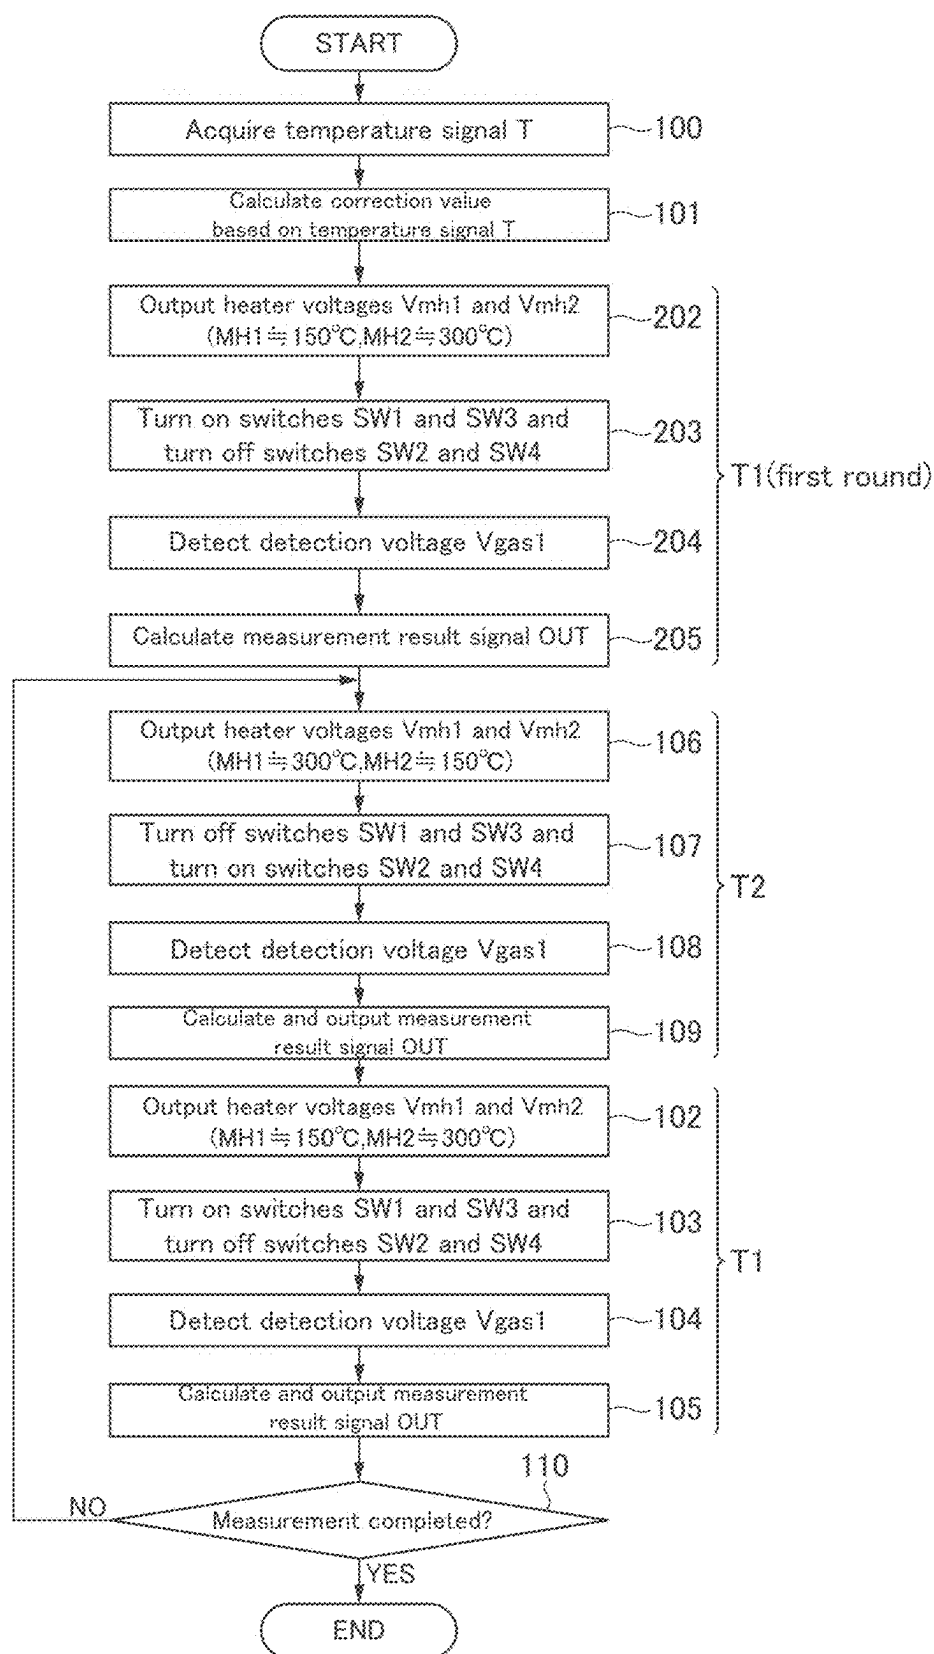 START
Acquire temperature signal T
100
Calculate correction value
based on temperature signal T
101
Output heater voltages Vmh1 and Vmh2
(MH1≒150℃,MH2≒300℃)
202
Turn on switches SW1 and SW3 and
turn off switches SW2 and SW4
203
T1(first round)
Detect detection voltage Vgas1
204
Calculate measurement result signal OUT
205
Output heater voltages Vmh1 and Vmh2
(MH1≒300℃,MH2≒150℃)
106
Turn off switches SW1 and SW3 and
turn on switches SW2 and SW4
107
T2
Detect detection voltage Vgas1
108
Calculate and output measurement
result signal OUT
109
Output heater voltages Vmh1 and Vmh2
(MH1≒150℃,MH2≒300℃)
102
Turn on switches SW1 and SW3 and
turn off switches SW2 and SW4
103
T1
Detect detection voltage Vgas1
104
Calculate and output measurement
result signal OUT
105
110
NO
Measurement completed?
YES
END